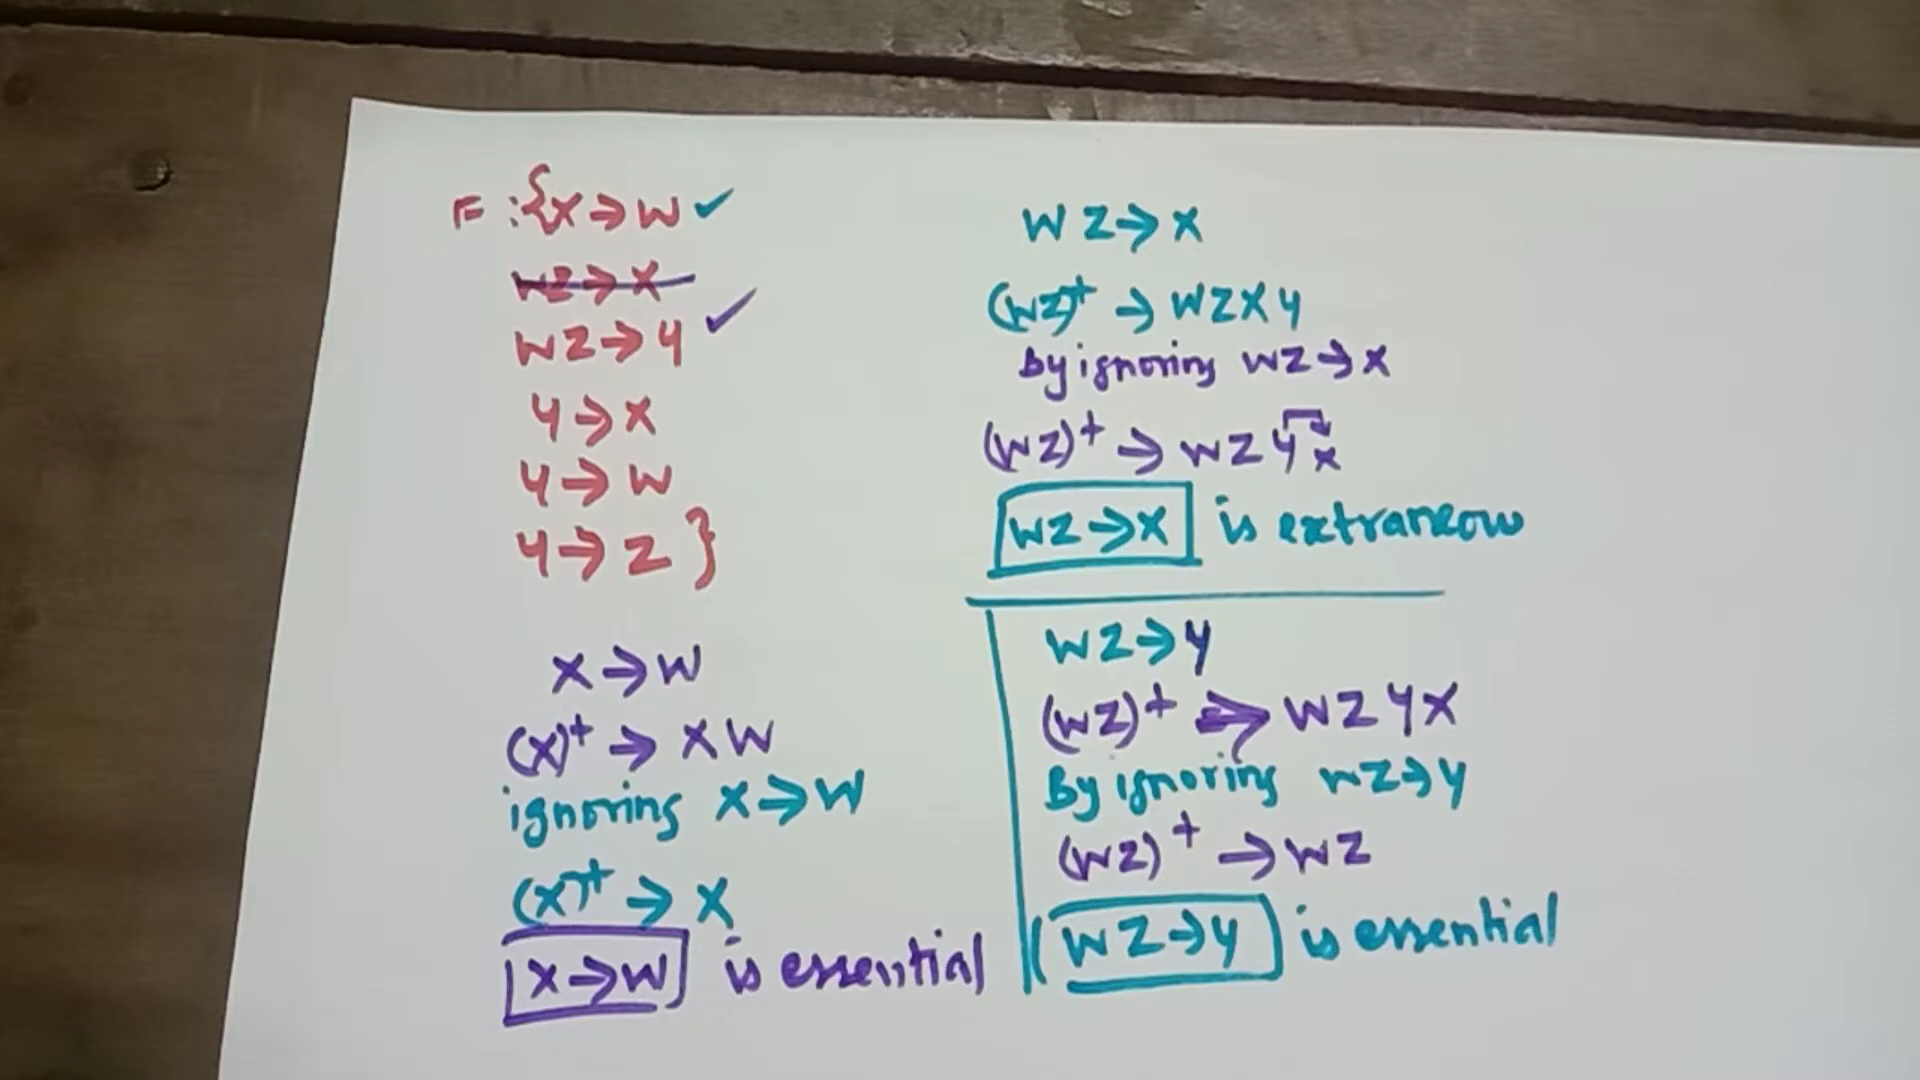 F : {x→w ✓
wz→x
wz→y ✓
y→x
y→w
y→z }
x→w
(x)+ → xw
ignoring x→w
(x)+ → x
x→w is essential
wz→x
(wz)+ → wzxy
By ignoring wz→x
(wz)+ → wzyx
wz→x is extraneou
wz→y
(wz)+ → wzyx
By ignoring wz→y
(wz)+ → wz
wz→y is essential